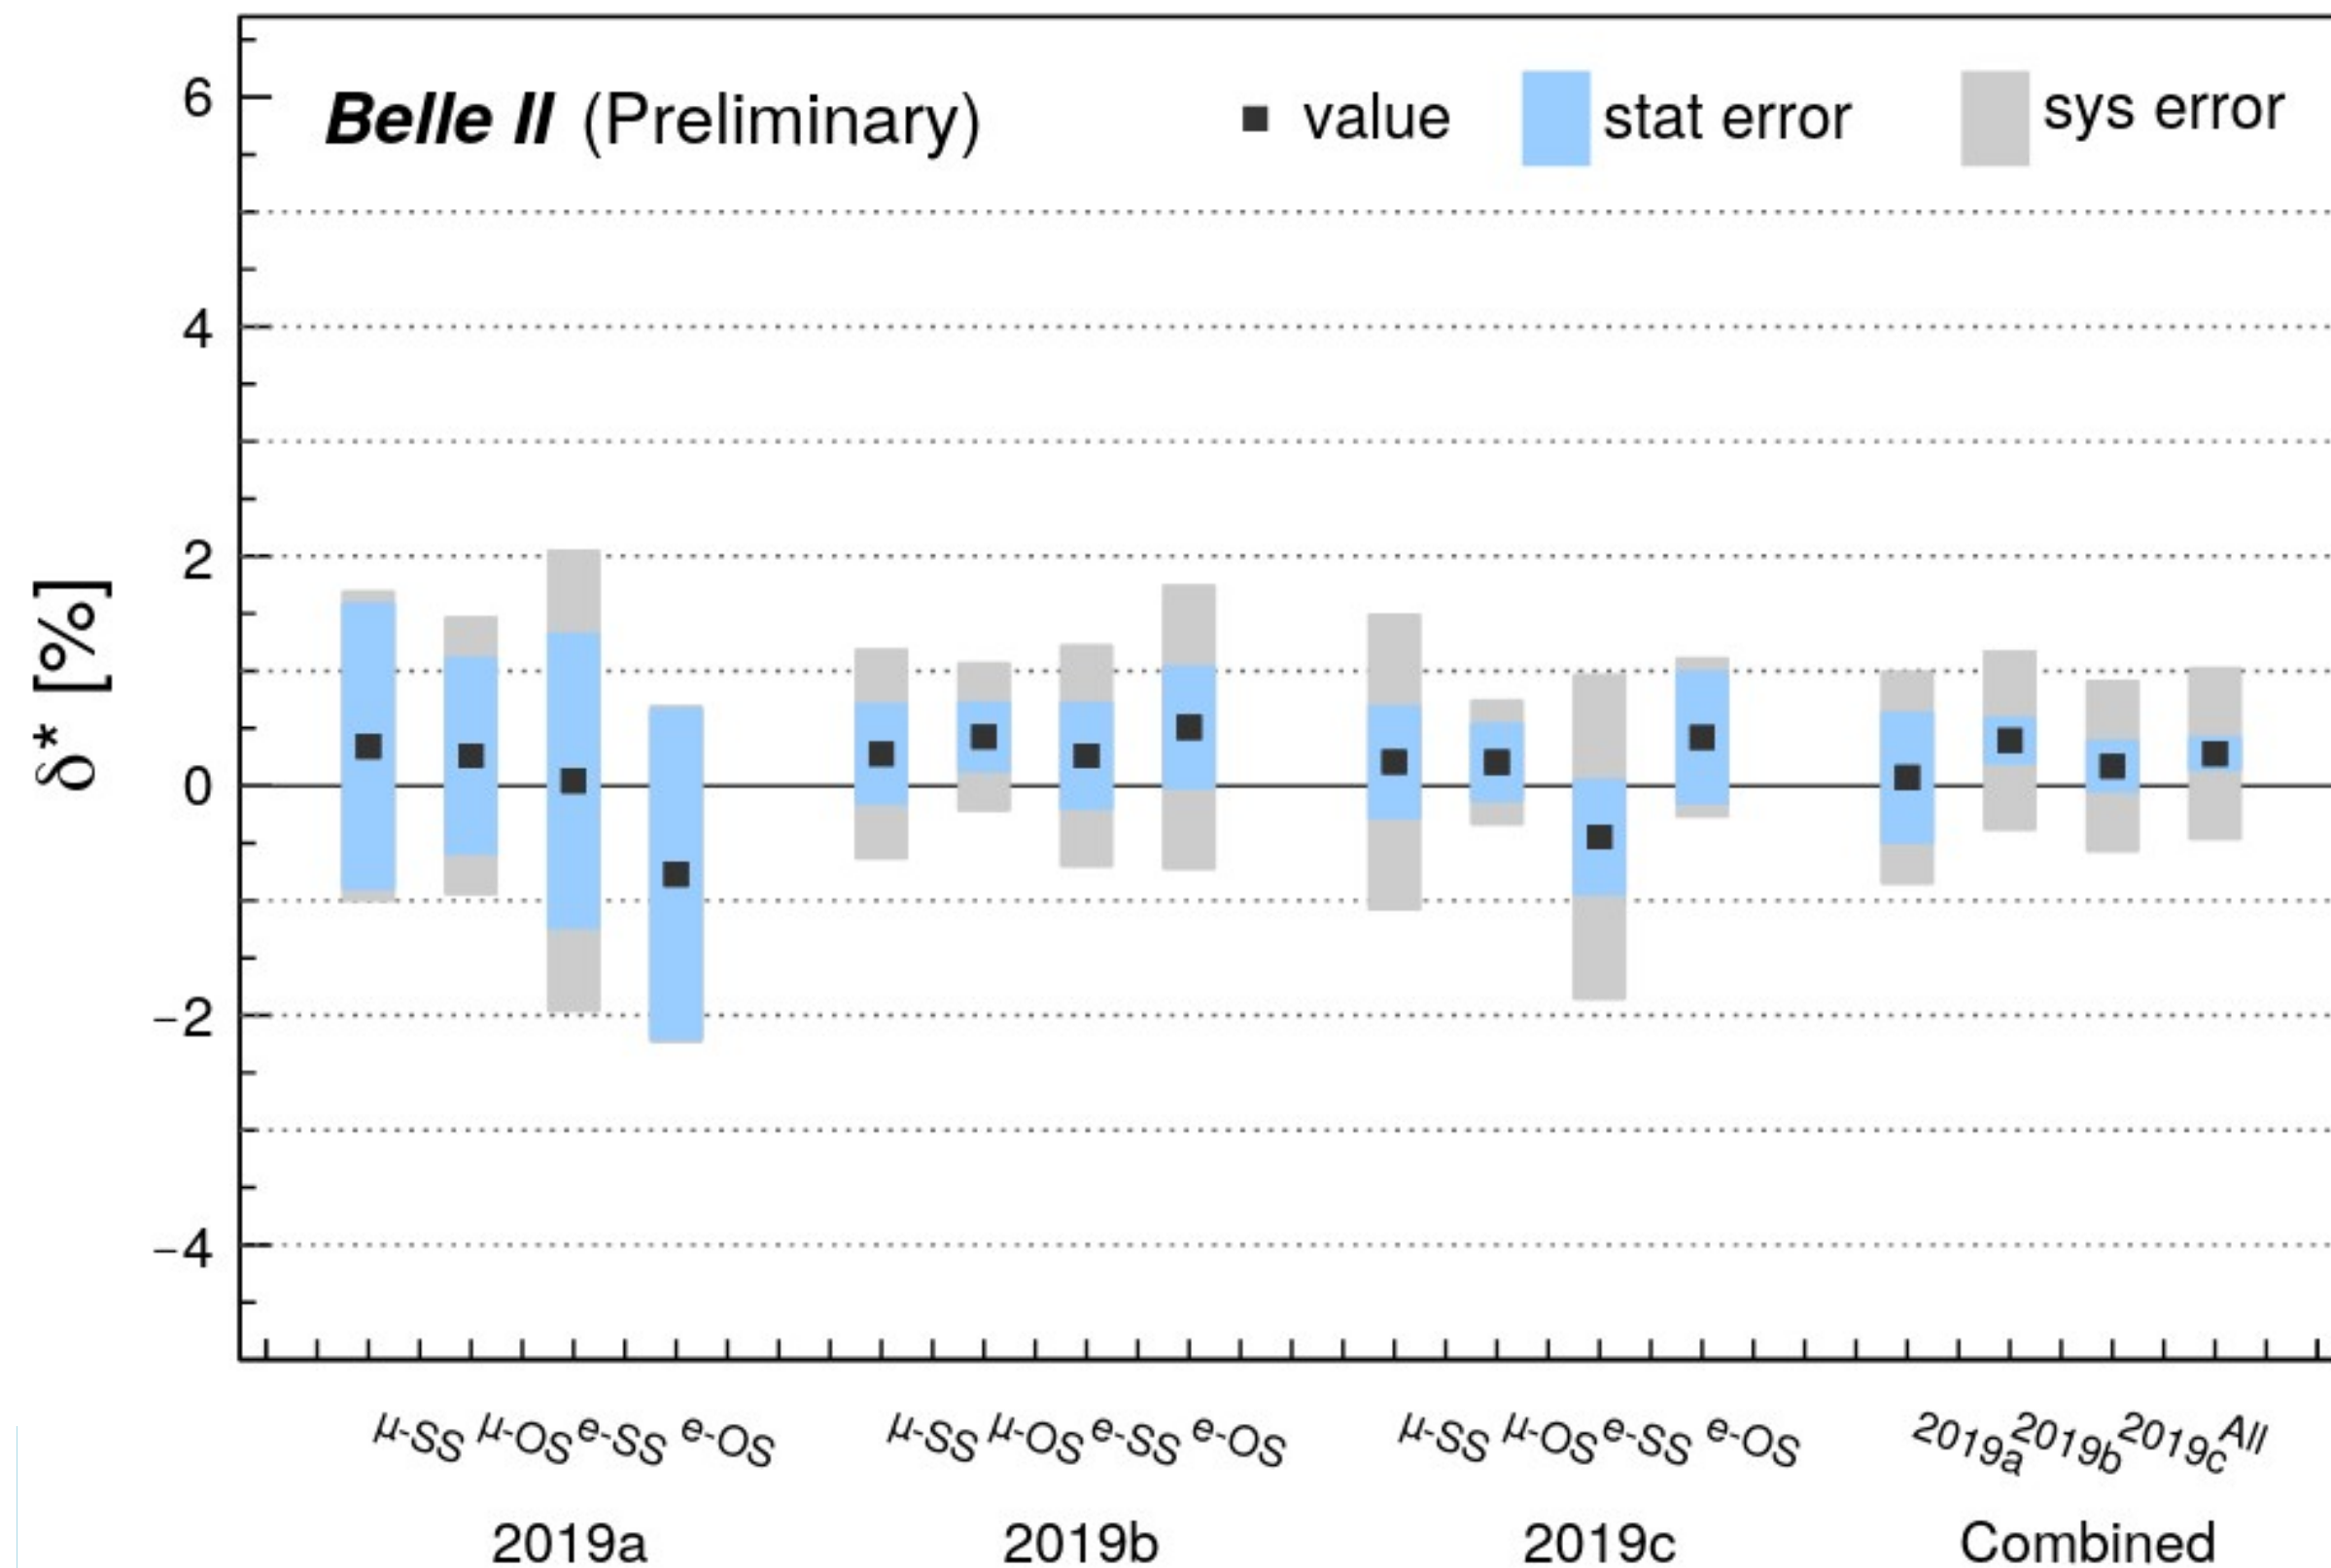 Belle II (Preliminary)
value
stat error
sys error
6
4
2
0
−2
−4
δ* [%]
μ-SS μ-OS e-SS e-OS μ-SS μ-OS e-SS e-OS μ-SS μ-OS e-SS e-OS 2019a 2019b 2019c All
2019a 2019b 2019c Combined